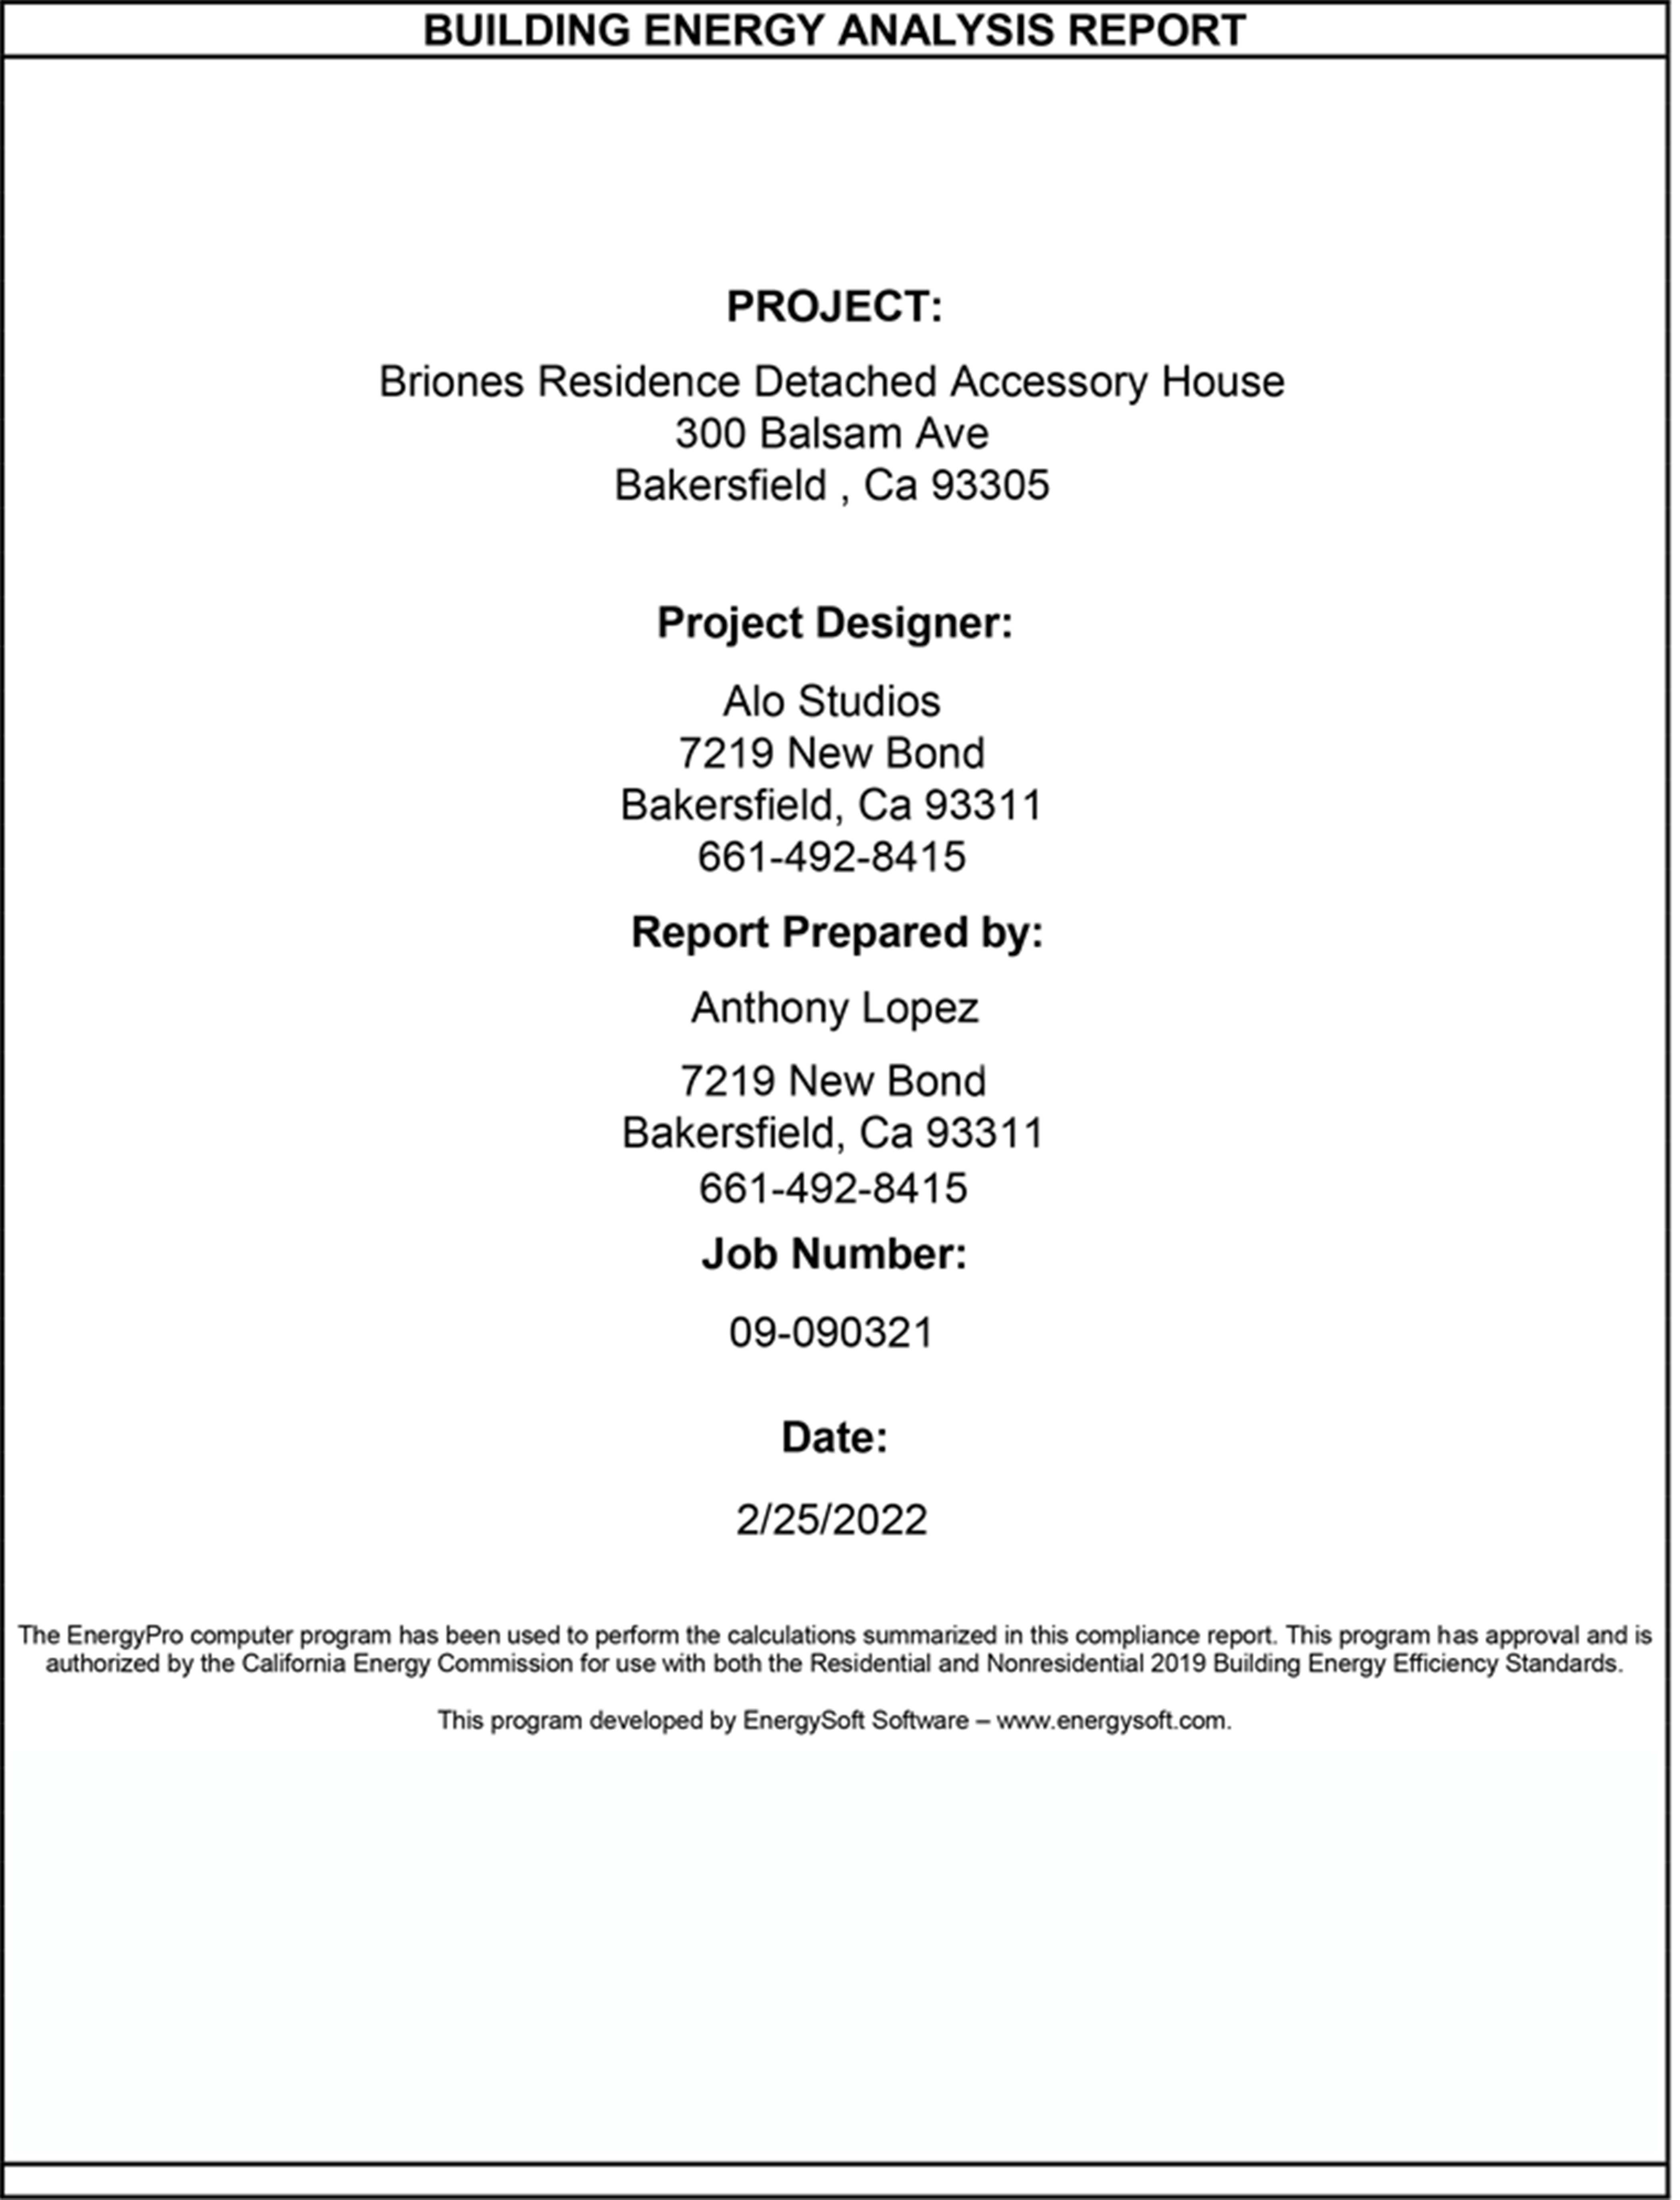 BUILDING ENERGY ANALYSIS REPORT
PROJECT:
Briones Residence Detached Accessory House
300 Balsam Ave
Bakersfield , Ca 93305
Project Designer:
Alo Studios
7219 New Bond
Bakersfield, Ca 93311
661-492-8415
Report Prepared by:
Anthony Lopez
7219 New Bond
Bakersfield, Ca 93311
661-492-8415
Job Number:
09-090321
Date:
2/25/2022
The EnergyPro computer program has been used to perform the calculations summarized in this compliance report. This program has approval and is
authorized by the California Energy Commission for use with both the Residential and Nonresidential 2019 Building Energy Efficiency Standards.
This program developed by EnergySoft Software – www.energysoft.com.